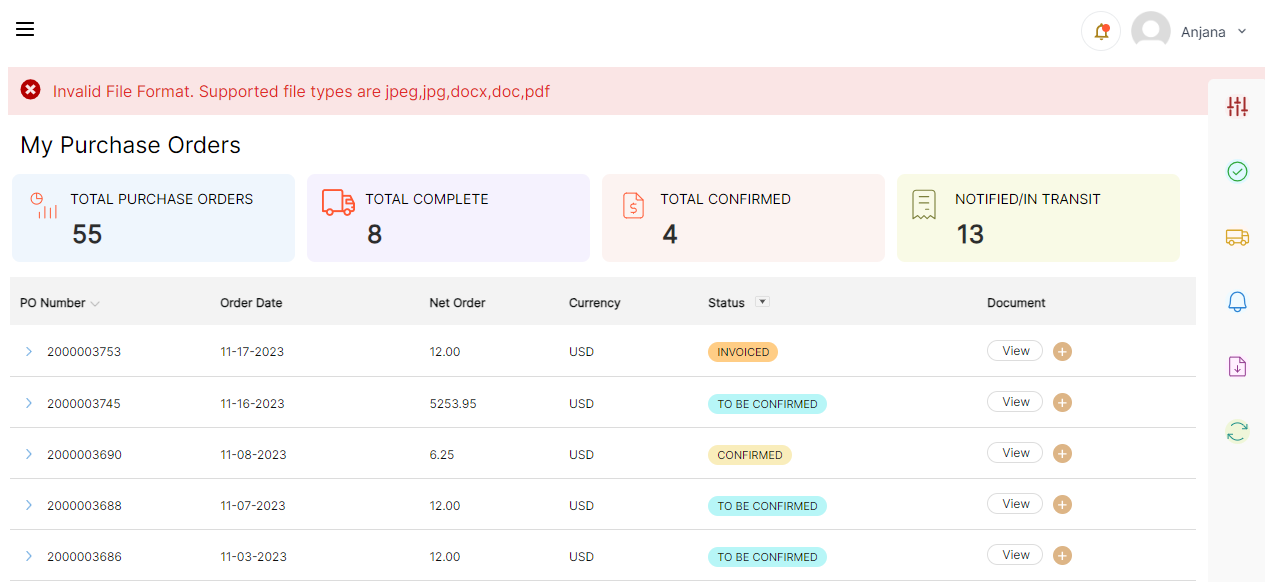 Anjana
Invalid File Format. Supported file types are jpeg,jpg,docx,doc,pdf
My Purchase Orders
TOTAL PURCHASE ORDERS
55
TOTAL COMPLETE
8
TOTAL CONFIRMED
4
NOTIFIED/IN TRANSIT
13
PO Number Order Date Net Order Currency Status Document
2000003753 11-17-2023 12.00 USD INVOICED View
2000003745 11-16-2023 5253.95 USD TO BE CONFIRMED View
2000003690 11-08-2023 6.25 USD CONFIRMED View
2000003688 11-07-2023 12.00 USD TO BE CONFIRMED View
2000003686 11-03-2023 12.00 USD TO BE CONFIRMED View